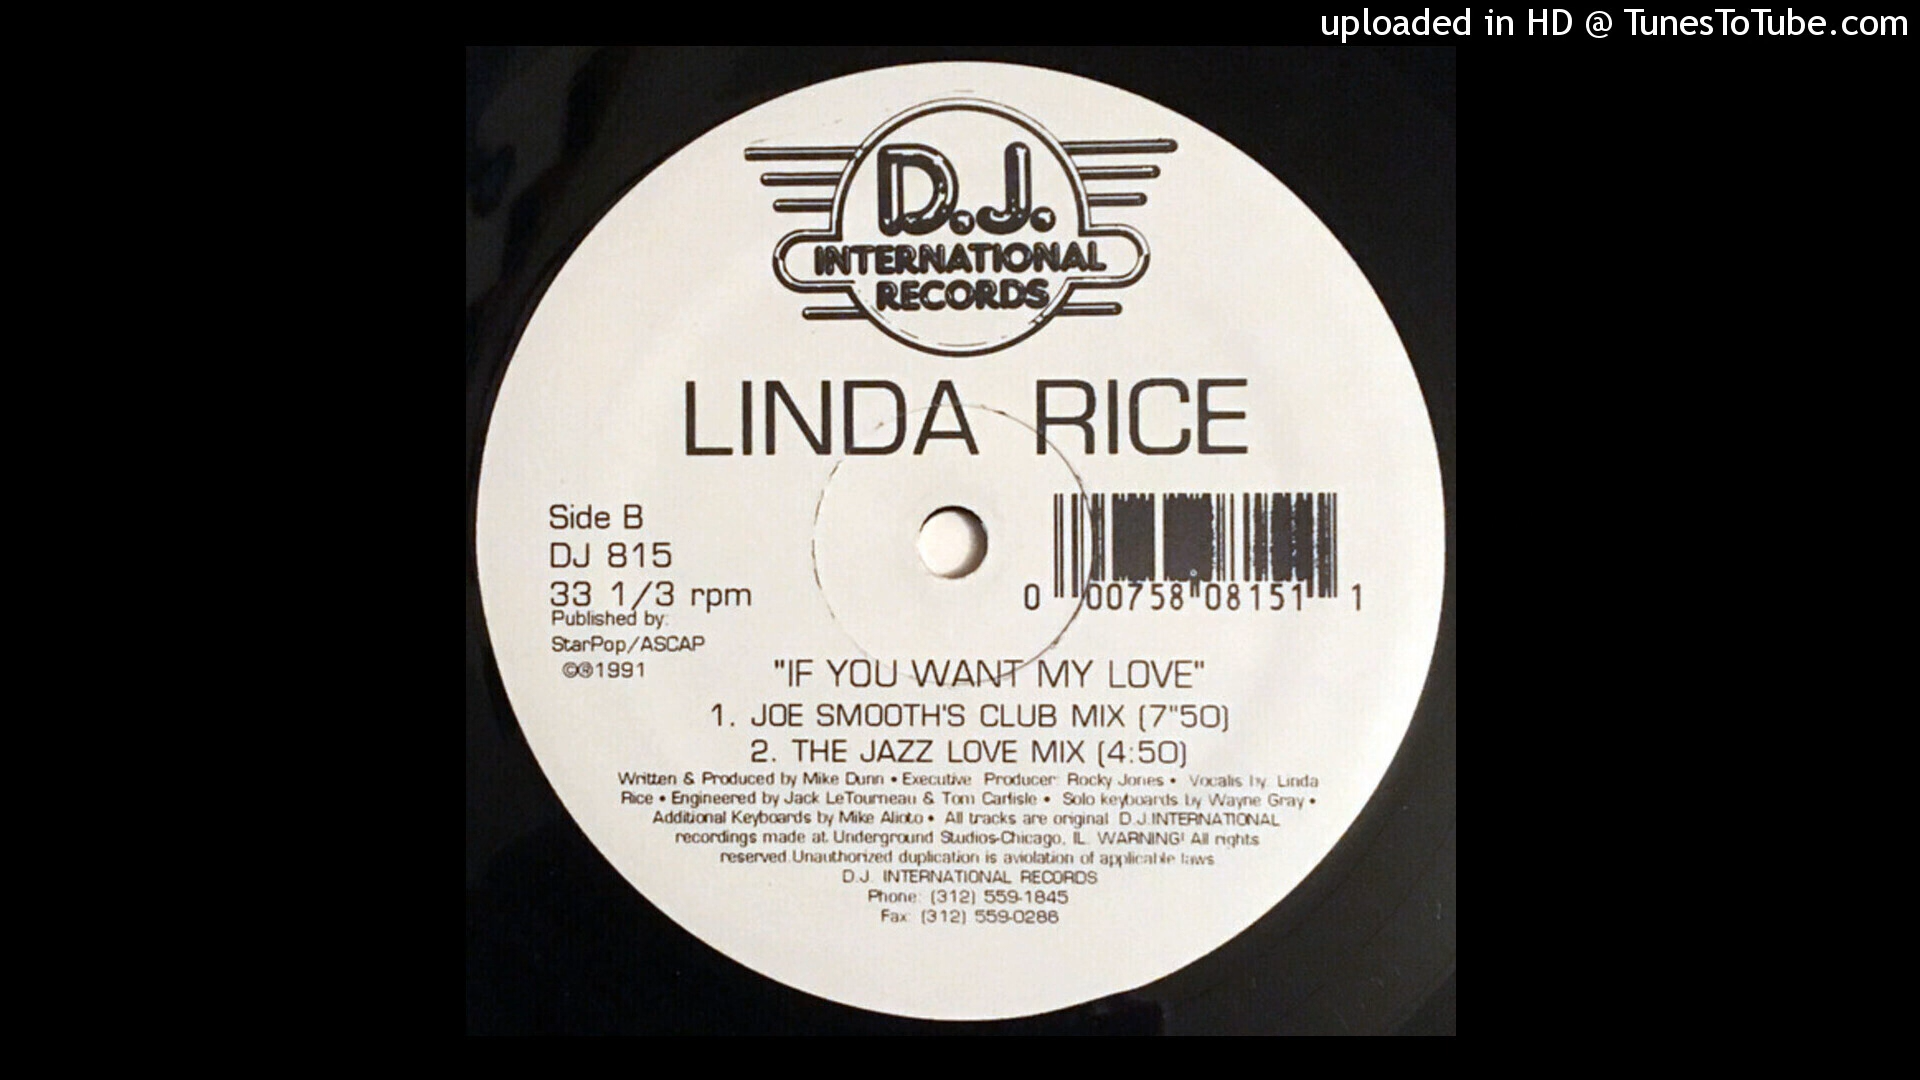 uploaded in HD @ TunesToTube.com
D.J.
INTERNATIONAL
RECORDS
LINDA RICE
Side B
DJ 815
33 1/3 rpm
Published by:
StarPop/ASCAP
©®1991
0 00758 08151 1
"IF YOU WANT MY LOVE"
1. JOE SMOOTH'S CLUB MIX (7"50)
2. THE JAZZ LOVE MIX (4:50)
Written & Produced by Mike Dunn • Executive Producer: Rocky Jones • Vocals by Linda
Rice • Engineered by Jack LeTourneau & Tom Carlisle • Solo keyboards by Wayne Gray •
Additional Keyboards by Mike Alioto • All tracks are original D.J.INTERNATIONAL
recordings made at Underground Studios-Chicago, IL. WARNING! All rights
reserved.Unauthorized duplication is aviolation of applicable laws
D.J. INTERNATIONAL RECORDS
Phone: (312) 559-1845
Fax: (312) 559-0286